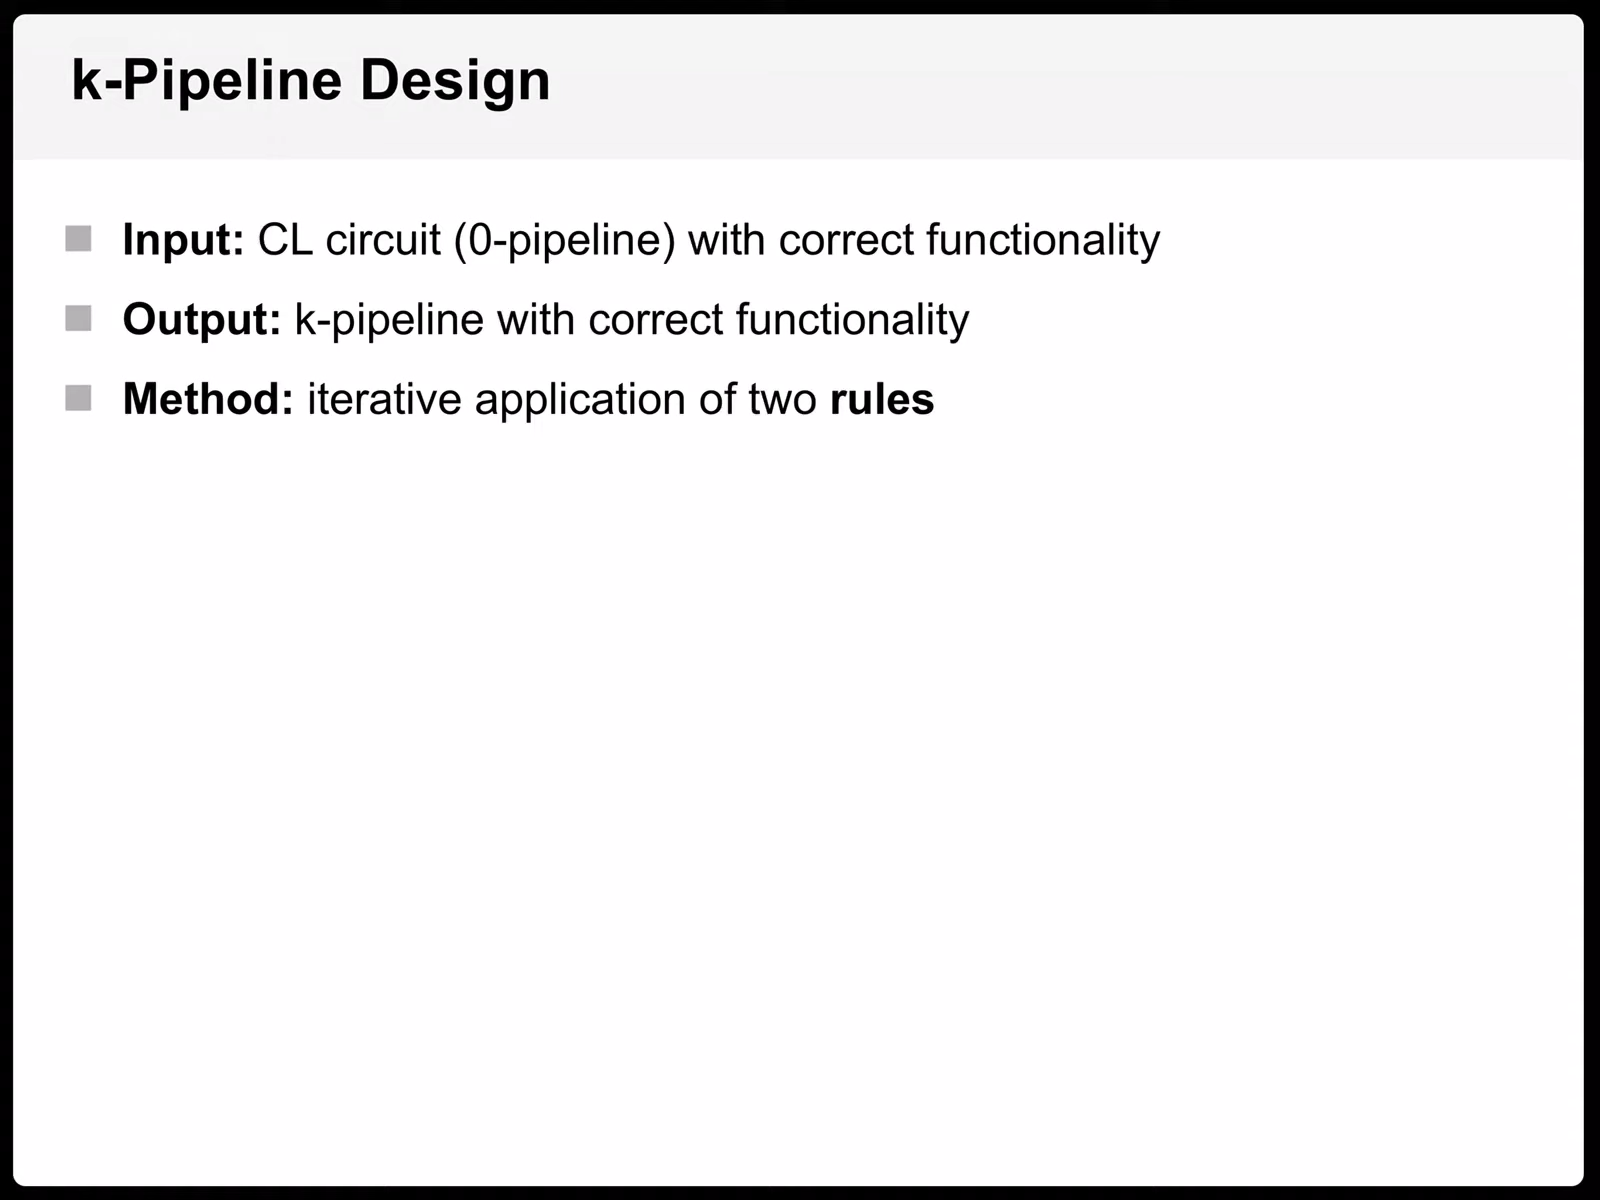 k-Pipeline Design
Input: CL circuit (0-pipeline) with correct functionality
Output: k-pipeline with correct functionality
Method: iterative application of two rules